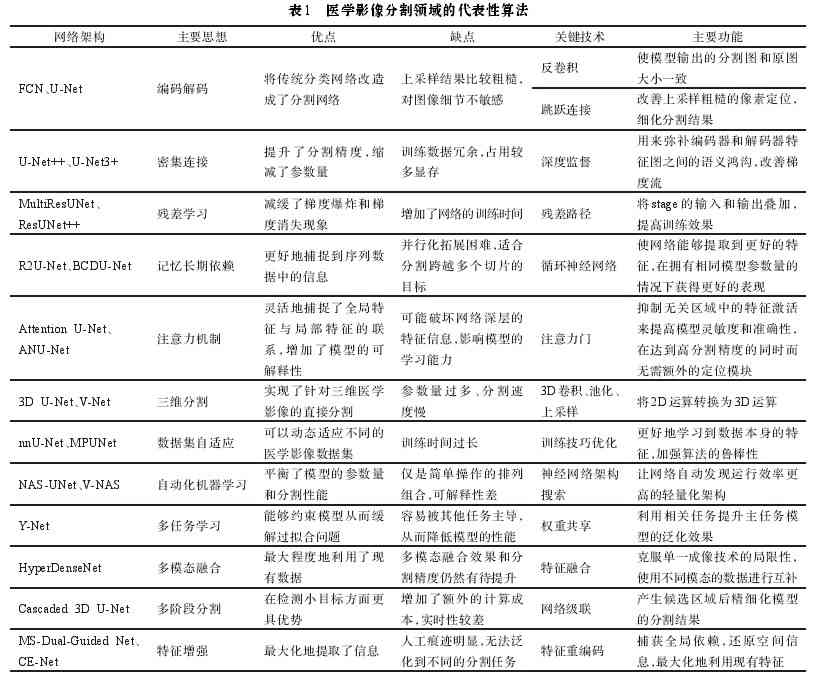 表1 医学影像分割领域的代表性算法
网络架构 主要思想 优点 缺点 关键技术 主要功能
FCN、U-Net 编码解码 将传统分类网络改造 上采样结果比较粗糙,
成了分割网络 对图像细节不敏感
反卷积 使模型输出的分割图和原图
大小一致
跳跃连接 改善上采样粗糙的像素定位,
细化分割结果
U-Net++、U-Net3+ 密集连接 提升了分割精度,缩 训练数据冗余,占用较 深度监督 用来弥补编码器和解码器特
减了参数量 多显存 征图之间的语义鸿沟,改善梯
度流
MultiResUNet、 残差学习 减缓了梯度爆炸和梯 增加了网络的训练时间 残差路径 将stage的输入和输出叠加,
ResUNet++ 度消失现象 提高训练效果
R2U-Net、BCDU-Net 记忆长期依赖 更好地捕捉到序列数 并行化拓展困难,适合 循环神经网络 使网络能够提取到更好的特
据中的信息 分割跨越多个切片的 征,在拥有相同模型参数量的
目标 情况下获得更好的表现
Attention U-Net、 注意力机制 灵活地捕捉了全局特 可能破坏网络深层的 注意力门 抑制无关区域中的特征激活
ANU-Net 征与局部特征的联 特征信息,影响模型的 来提高模型灵敏度和准确性,
系,增加了模型的可 学习能力 在达到高分割精度的同时而
解释性 无需额外的定位模块
3D U-Net、V-Net 三维分割 实现了针对三维医学 参数量过多、分割速 3D卷积、池化、 将2D运算转换为3D运算
影像的直接分割 度慢 上采样
nnU-Net、MPUNet 数据集自适应 可以动态适应不同的 训练时间过长 训练技巧优化 更好地学习到数据本身的特
医学影像数据集 征,加强算法的鲁棒性
NAS-UNet、V-NAS 自动化机器学习 平衡了模型的参数量 仅是简单操作的排列 神经网络架构 让网络自动发现运行效率更
和分割性能 组合,可解释性差 搜索 高的轻量化架构
Y-Net 多任务学习 能够约束模型从而缓 容易被其他任务主导, 权重共享 利用相关任务提升主任务模
解过拟合问题 从而降低模型的性能 型的泛化效果
HyperDenseNet 多模态融合 最大程度地利用了现 多模态融合效果和分 特征融合 克服单一成像技术的局限性,
有数据 割精度仍然有待提升 使用不同模态的数据进行互补
Cascaded 3D U-Net 多阶段分割 在检测小目标方面更 增加了额外的计算成 网络级联 产生候选区域后精细化模型
具优势 本,实时性较差 的分割结果
MS-Dual-Guided Net、 特征增强 最大化地提取了信息 人工痕迹明显,无法泛 特征重编码 捕获全局依赖,还原空间信
CE-Net 化到不同的分割任务 息,最大化地利用现有特征